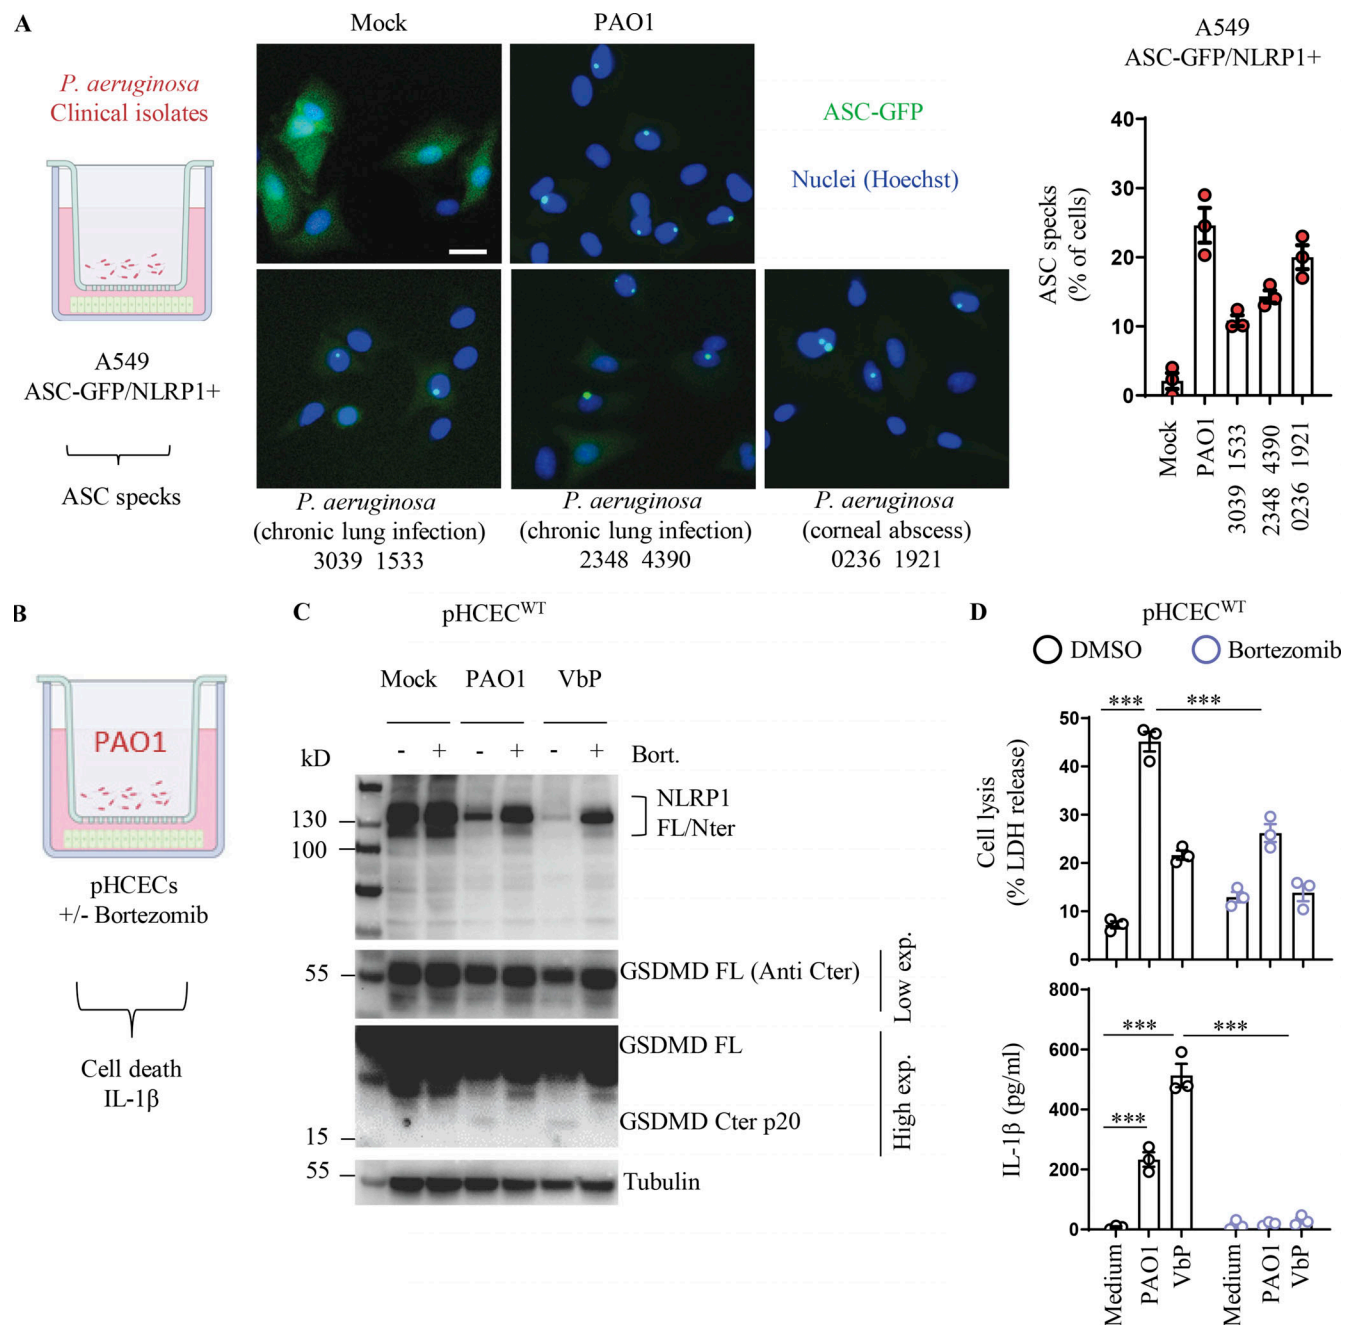 A
Mock
PAO1
A549
ASC-GFP/NLRP1+
P. aeruginosa
Clinical isolates
ASC-GFP
Nuclei (Hoechst)
A549
ASC-GFP/NLRP1+
ASC specks
P. aeruginosa
(chronic lung infection)
3039 1533
P. aeruginosa
(chronic lung infection)
2348 4390
P. aeruginosa
(corneal abscess)
0236 1921
ASC specks
(% of cells)
40
30
20
10
0
Mock
PAO1
3039 1533
2348 4390
0236 1921
B
PAO1
pHCECs
+/- Bortezomib
Cell death
IL-1β
C
pHCECWT
Mock
PAO1
VbP
kD
- + - + - + Bort.
130
100
NLRP1
FL/Nter
55
GSDMD FL (Anti Cter)
Low exp.
GSDMD FL
GSDMD Cter p20
High exp.
15
55
Tubulin
D
pHCECWT
DMSO
Bortezomib
Cell lysis
(% LDH release)
*** ***
50
40
30
20
10
0
IL-1β (pg/ml)
800
600
400
200
0
*** ***
***
Medium
PAO1
VbP
Medium
PAO1
VbP